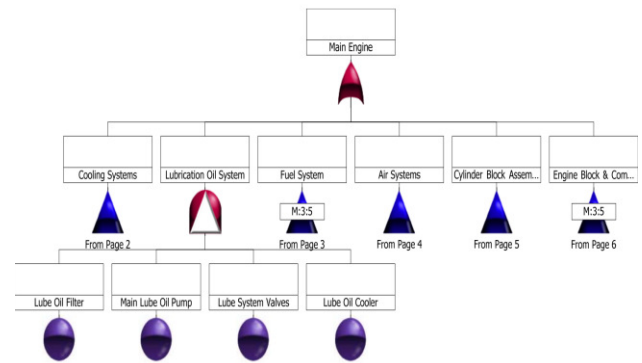 Main Engine
Cooling Systems
Lubrication Oil System
Fuel System
Air Systems
Cylinder Block Assem...
Engine Block & Com...
M:3:5
M:3:5
From Page 2
From Page 3
From Page 4
From Page 5
From Page 6
Lube Oil Filter
Main Lube Oil Pump
Lube System Valves
Lube Oil Cooler